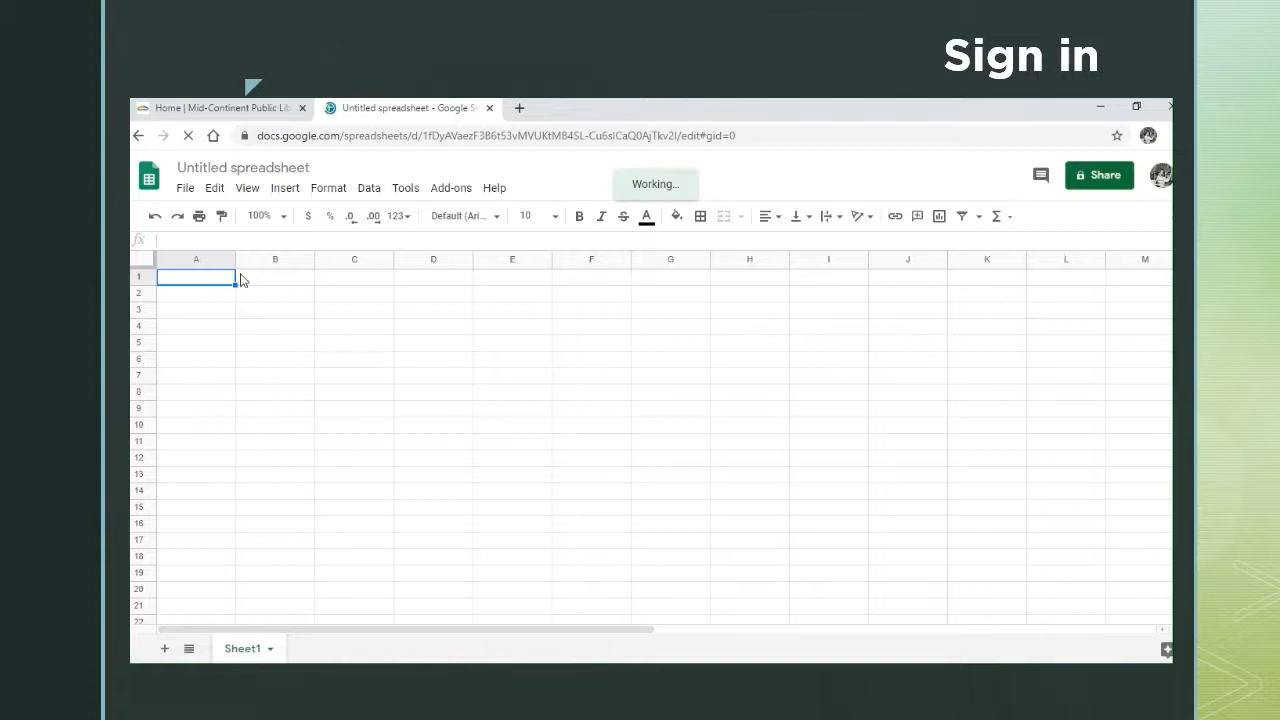 Sign in
Home | Mid-Continent Public Lib
Untitled spreadsheet - Google S
docs.google.com/spreadsheets/d/1fDyAVaezF3B6t53vMVUKtMB4SL-Cu6sICaQ0AjTkv2I/edit#gid=0
Untitled spreadsheet
Working...
Share
File Edit View Insert Format Data Tools Add-ons Help
100% $ % .0 .00 123 Default (Ari... 10 B I S A
fx
A B C D E F G H I J K L M
1
2
3
4
5
6
7
8
9
10
11
12
13
14
15
16
17
18
19
20
21
22
Sheet1